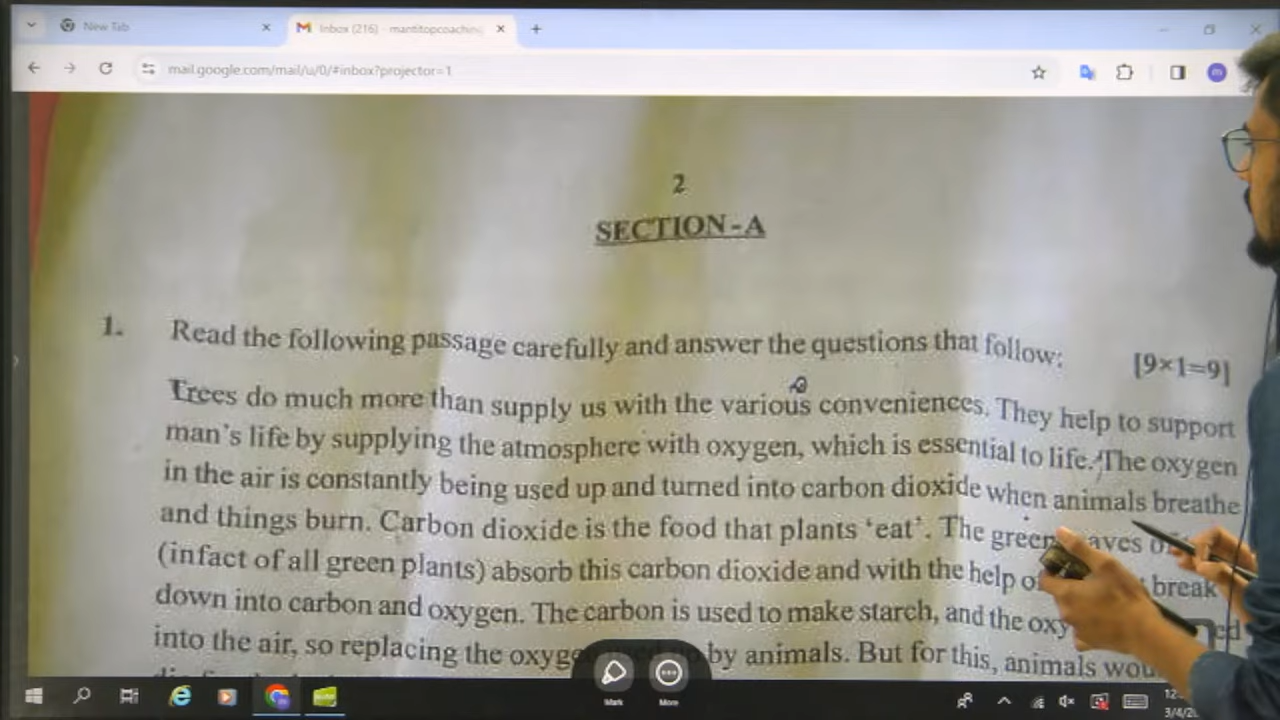 New Tab
Inbox (216) - mantitopcoaching
mail.google.com/mail/u/0/#inbox?projector=1
2
SECTION-A
1. Read the following passage carefully and answer the questions that follow: [9×1=9]
Trees do much more than supply us with the various conveniences. They help to support
man's life by supplying the atmosphere with oxygen, which is essential to life. The oxygen
in the air is constantly being used up and turned into carbon dioxide when animals breathe
and things burn. Carbon dioxide is the food that plants 'eat'. The green
(infact of all green plants) absorb this carbon dioxide and with the help break
down into carbon and oxygen. The carbon is used to make starch, and the
into the air, so replacing the by animals. But for this, animals
Mark
More